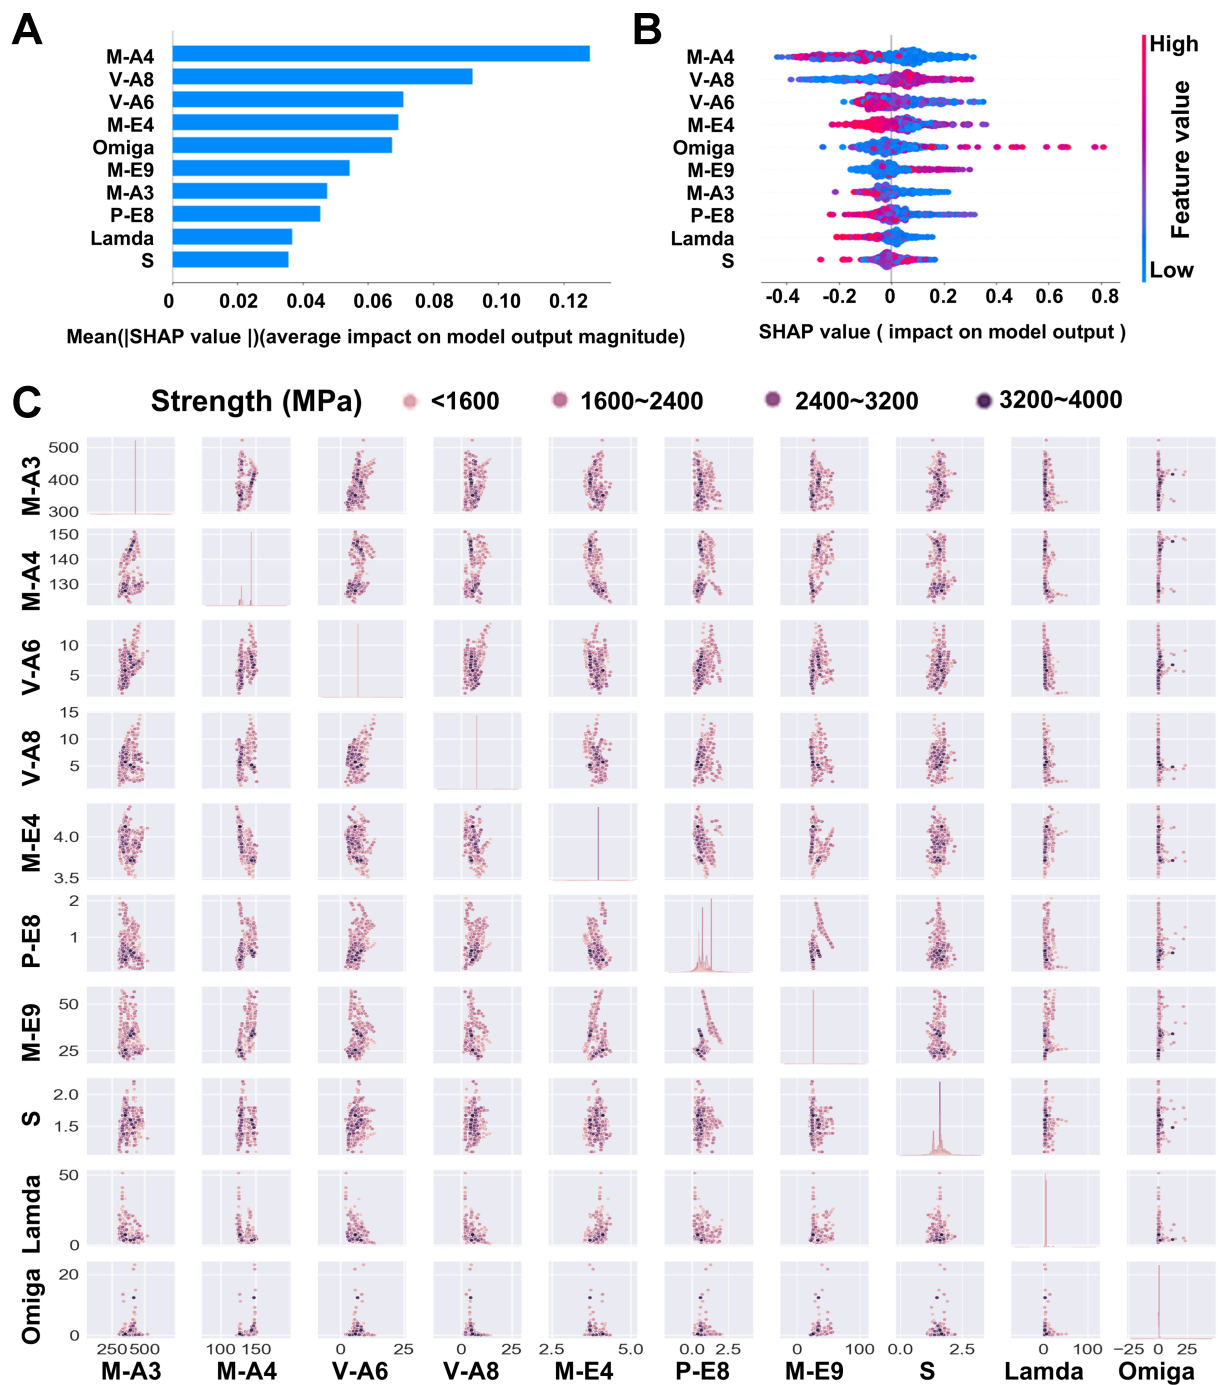 A
M-A4
V-A8
V-A6
M-E4
Omiga
M-E9
M-A3
P-E8
Lamda
S
0 0.02 0.04 0.06 0.08 0.10 0.12
Mean(|SHAP value |)(average impact on model output magnitude)
B
M-A4
V-A8
V-A6
M-E4
Omiga
M-E9
M-A3
P-E8
Lamda
S
-0.4 -0.2 0 0.2 0.4 0.6 0.8
SHAP value ( impact on model output )
High
Feature value
Low
C
Strength (MPa) <1600 1600~2400 2400~3200 3200~4000
M-A3
500
400
300
M-A4
150
140
130
V-A6
10
5
V-A8
15
10
5
M-E4
4.0
3.5
P-E8
2
1
M-E9
50
25
S
2.0
1.5
Lamda
50
0
Omiga
20
0
250 500 100 150 0 25 0 25 2.5 5.0 0.0 2.5 0 100 0.0 2.5 0 100 −25 0 25
M-A3 M-A4 V-A6 V-A8 M-E4 P-E8 M-E9 S Lamda Omiga